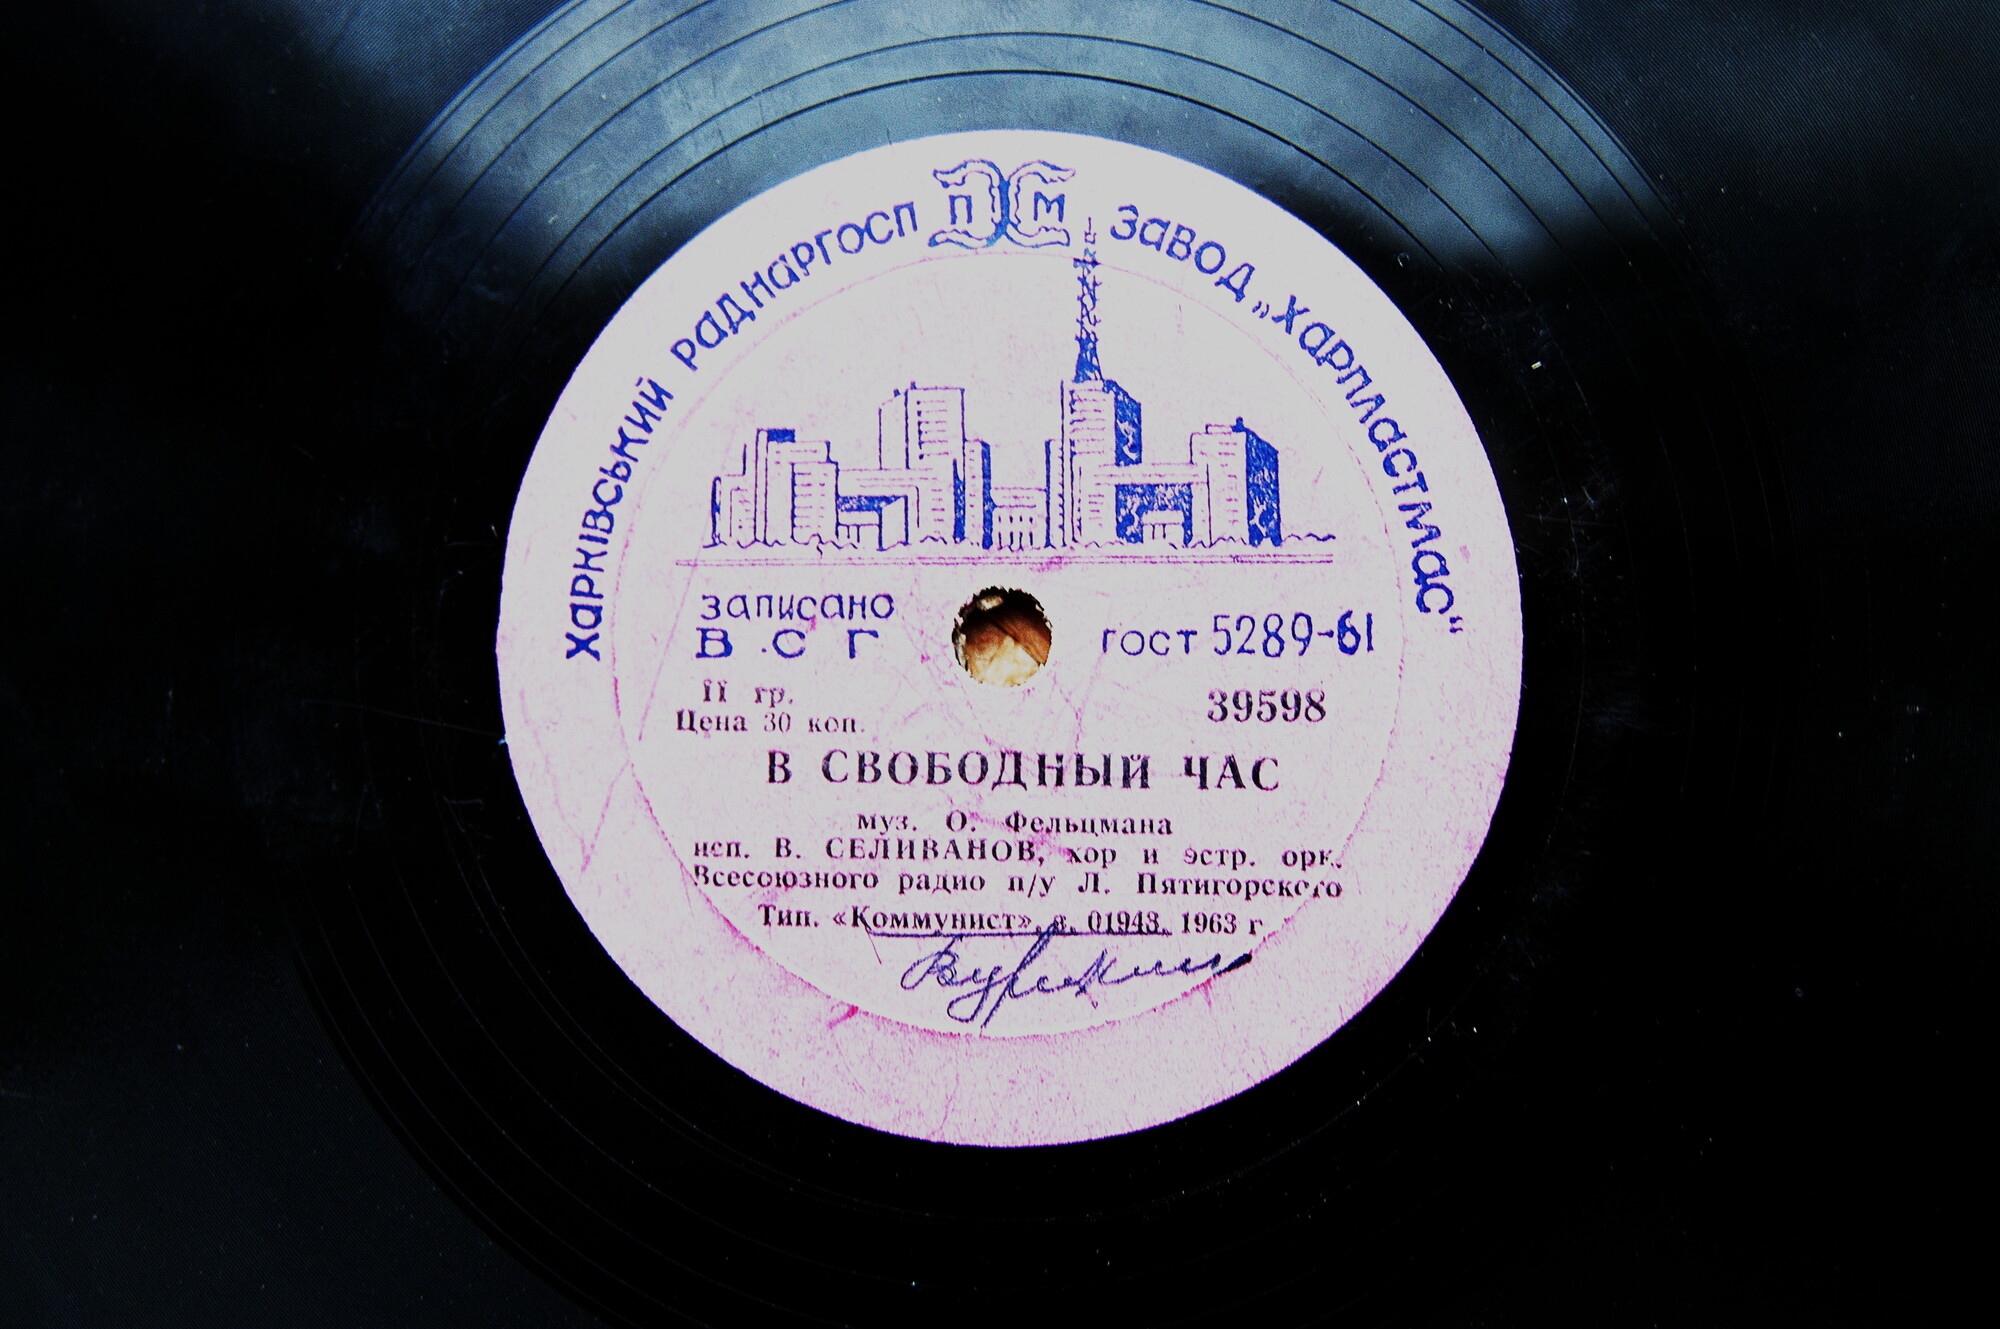 Харківський раднаргосп ПМ завод „Харпластмас“
записано
В С Г
гост 5289-61
II гр.
Цена 30 коп.
39598
В СВОБОДНЫЙ ЧАС
муз. О. Фельцмана
исп. В. СЕЛИВАНОВ, хор и эстр. орк.
Всесоюзного радио п/у Л. Пятигорского
Тип. «Коммунист», з. 01943. 1963 г.